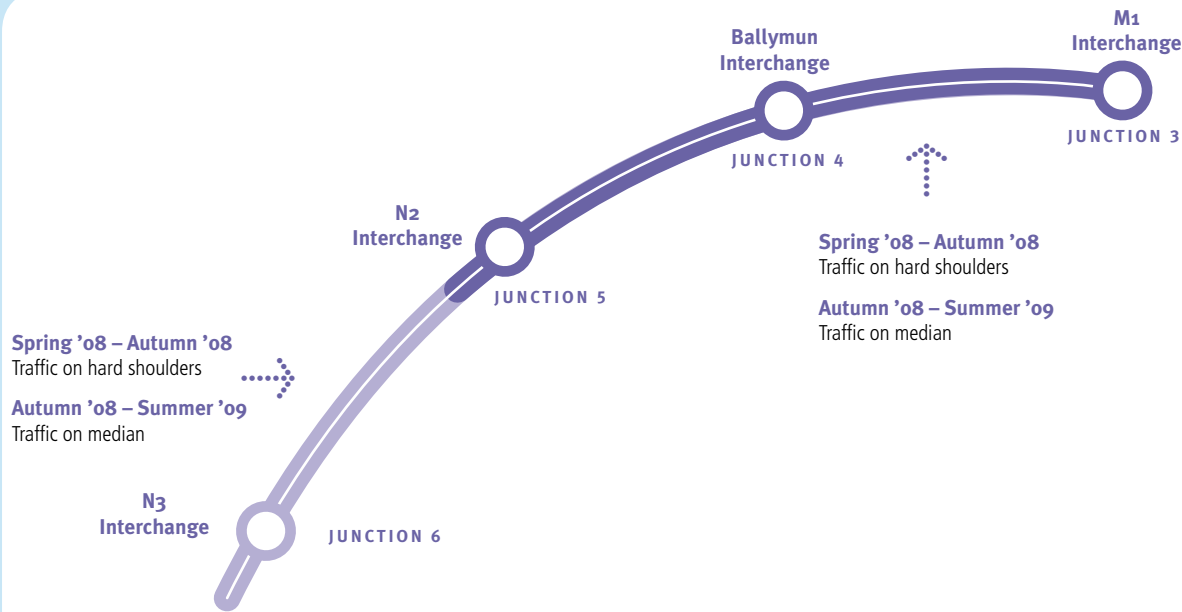 M1
Interchange
Ballymun
Interchange
JUNCTION 3
JUNCTION 4
N2
Interchange
JUNCTION 5
Spring ’08 – Autumn ’08
Traffic on hard shoulders
Autumn ’08 – Summer ’09
Traffic on median
Spring ’08 – Autumn ’08
Traffic on hard shoulders
Autumn ’08 – Summer ’09
Traffic on median
N3
Interchange
JUNCTION 6